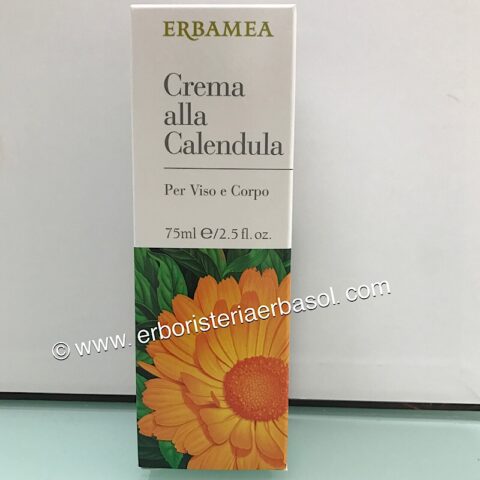 ERBAMEA
Crema
alla
Calendula
Per Viso e Corpo
75ml ℮/2.5 fl. oz.
© www. erboristeriaerbasol. com